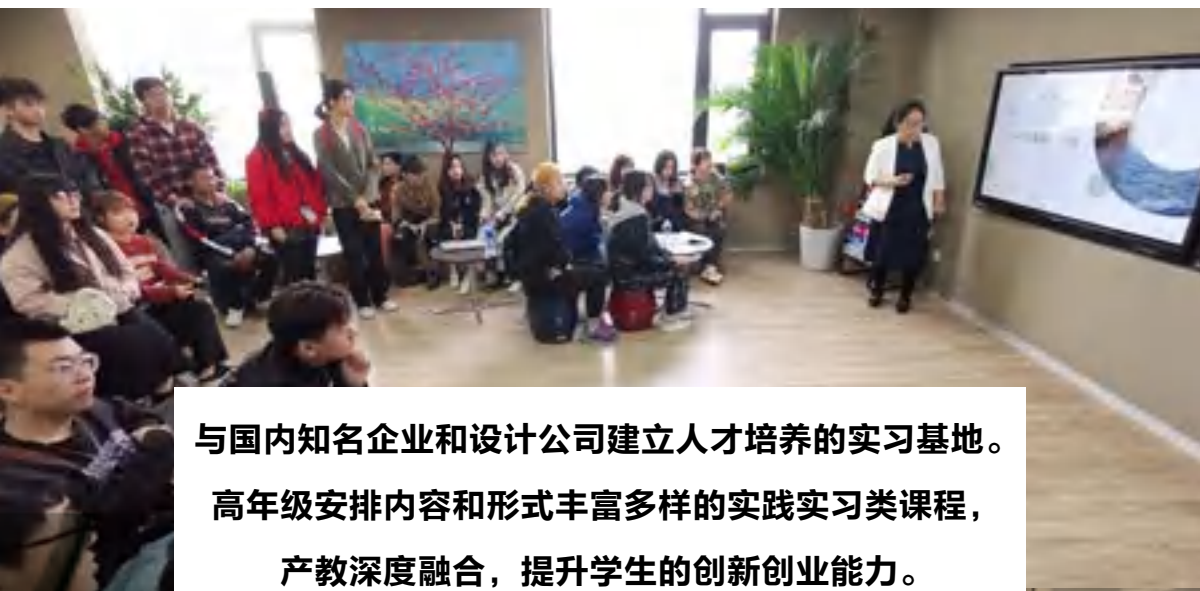 与国内知名企业和设计公司建立人才培养的实习基地。
高年级安排内容和形式丰富多样的实践实习类课程，
产教深度融合，提升学生的创新创业能力。